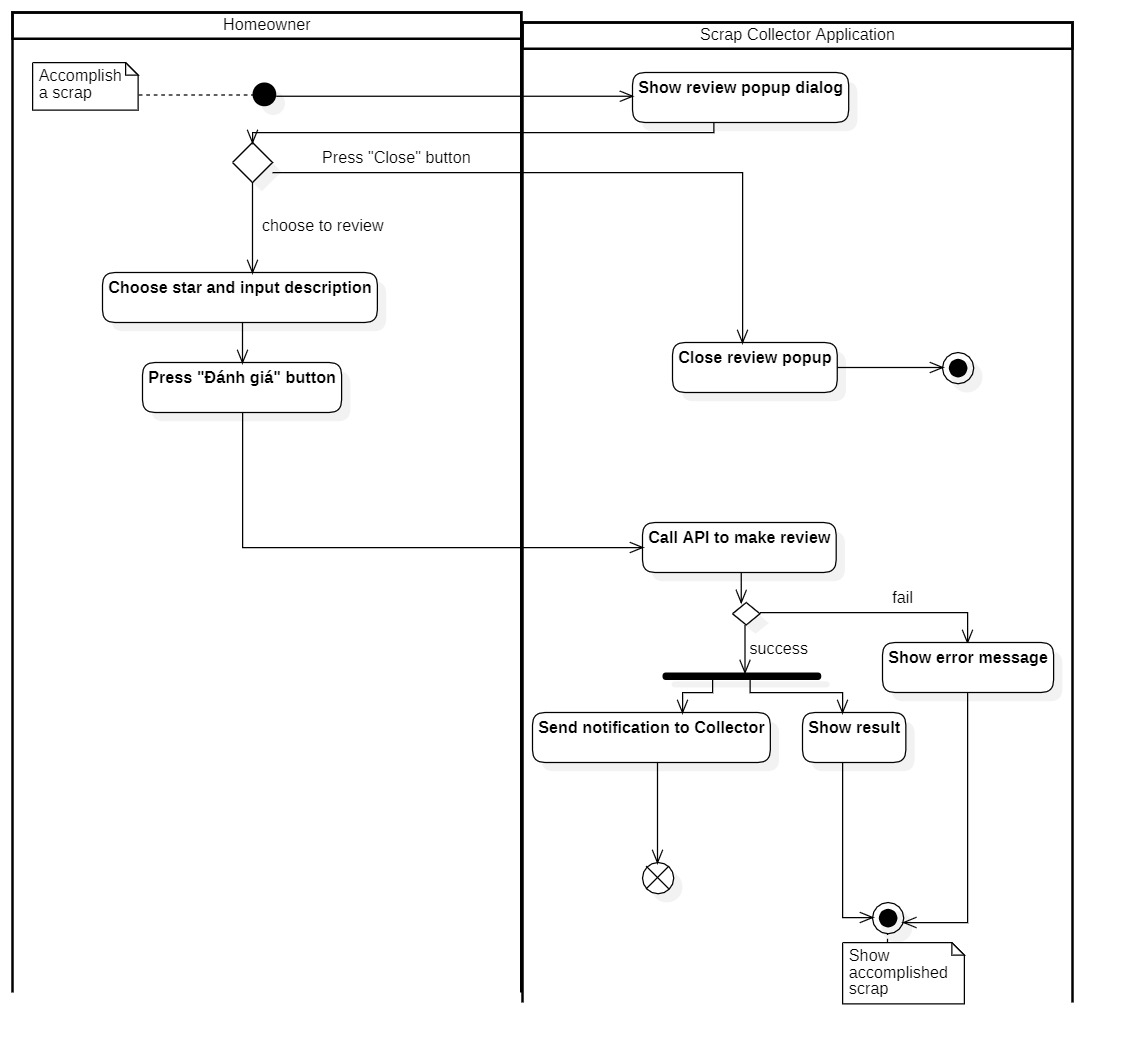 Homeowner
Scrap Collector Application
Accomplish
a scrap
Show review popup dialog
Press "Close" button
choose to review
Choose star and input description
Close review popup
Press "Đánh giá" button
Call API to make review
fail
success
Show error message
Send notification to Collector
Show result
Show
accomplished
scrap